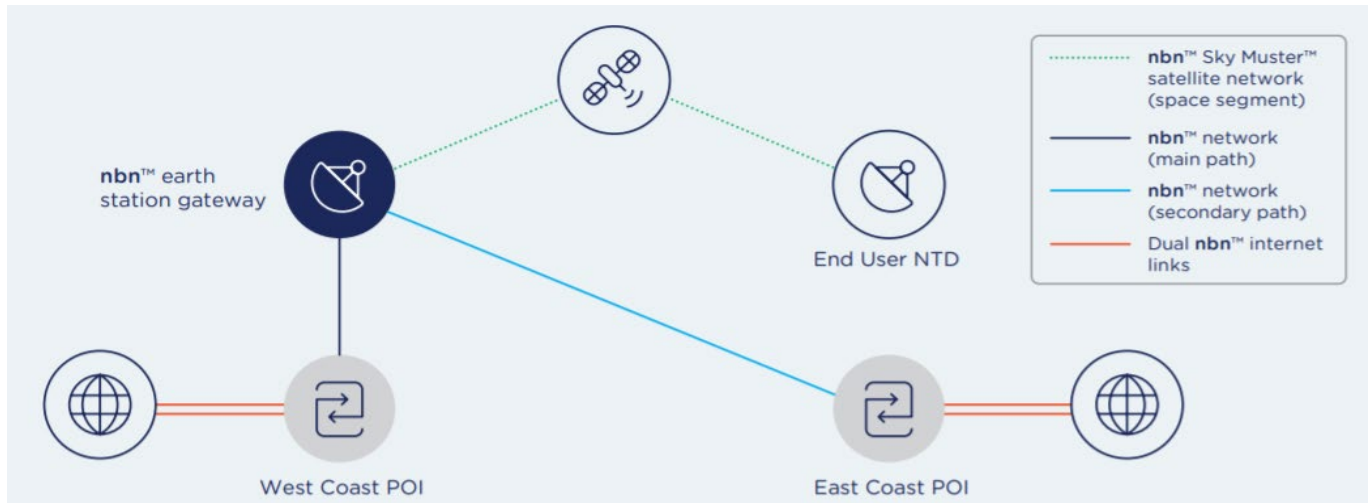 nbn™ earth
station gateway
End User NTD
West Coast POI
East Coast POI
nbn™ Sky Muster™
satellite network
(space segment)
nbn™ network
(main path)
nbn™ network
(secondary path)
Dual nbn™ internet
links